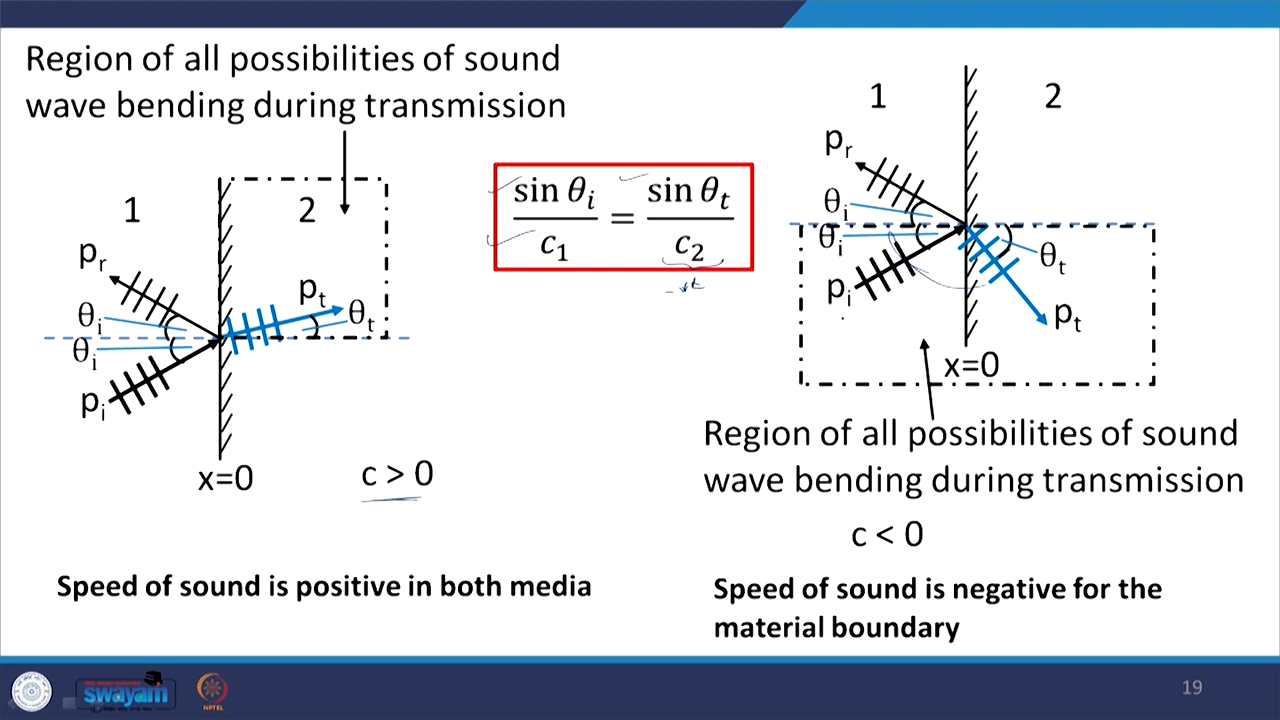 Region of all possibilities of sound
wave bending during transmission
1
2
pᵣ
pₜ
θᵢ
θₜ
θᵢ
pᵢ
x=0
c > 0
Speed of sound is positive in both media
sin θᵢ / c₁ = sin θₜ / c₂
1
2
pᵣ
θᵢ
θᵢ
θₜ
pᵢ
pₜ
x=0
Region of all possibilities of sound
wave bending during transmission
c < 0
Speed of sound is negative for the
material boundary
swayam
NPTEL
19